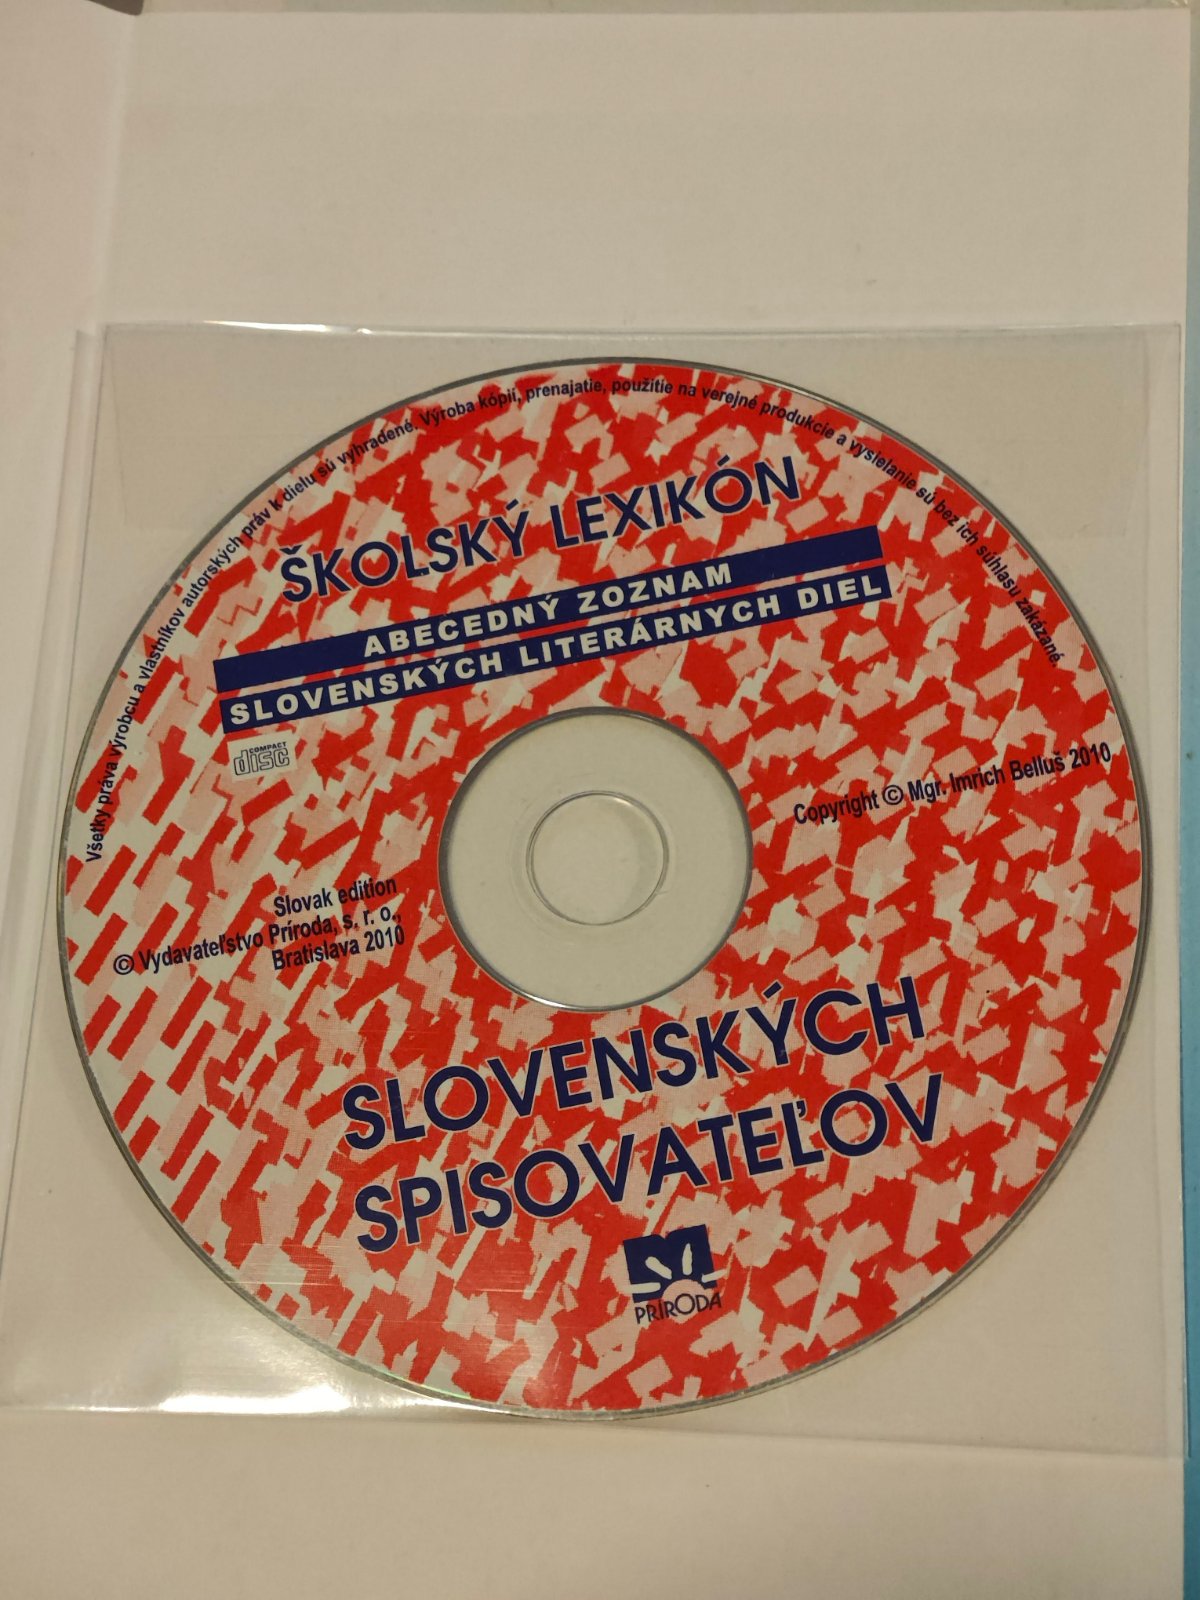 Všetky práva výrobcu a vlastníkov autorských práv k dielu sú vyhradené. Výroba kópií, prenajatie, použitie na verejné produkcie a vysielanie sú bez ich súhlasu zakázané.
ŠKOLSKÝ LEXIKÓN
ABECEDNÝ ZOZNAM
SLOVENSKÝCH LITERÁRNYCH DIEL
COMPACT
disc
Copyright © Mgr. Imrich Belluš 2010
Slovak edition
© Vydavateľstvo Príroda, s. r. o.,
Bratislava 2010
SLOVENSKÝCH
SPISOVATEĽOV
PRÍRODA